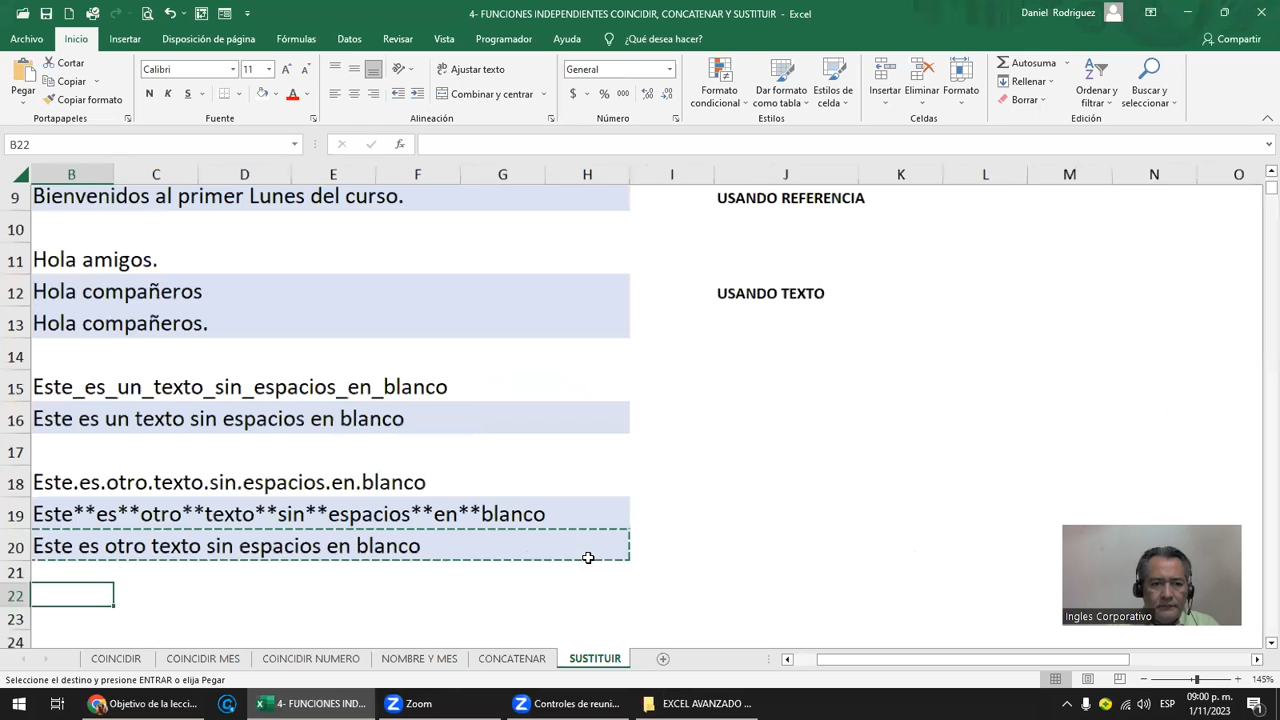 4- FUNCIONES INDEPENDIENTES COINCIDIR, CONCATENAR Y SUSTITUIR - Excel
Daniel Rodriguez
Archivo Inicio Insertar Disposición de página Fórmulas Datos Revisar Vista Programador Ayuda ¿Qué desea hacer? Compartir
Pegar
Cortar
Copiar
Copiar formato
Portapapeles
Calibri 11
N K S
Fuente
Ajustar texto
Combinar y centrar
Alineación
General
$ % 000
Número
Formato condicional
Dar formato como tabla
Estilos de celda
Estilos
Insertar Eliminar Formato
Celdas
Autosuma
Rellenar
Borrar
Ordenar y filtrar
Buscar y seleccionar
Edición
B22 fx
B C D E F G H I J K L M N O
9 Bienvenidos al primer Lunes del curso. USANDO REFERENCIA
10
11 Hola amigos.
12 Hola compañeros USANDO TEXTO
13 Hola compañeros.
14
15 Este_es_un_texto_sin_espacios_en_blanco
16 Este es un texto sin espacios en blanco
17
18 Este.es.otro.texto.sin.espacios.en.blanco
19 Este**es**otro**texto**sin**espacios**en**blanco
20 Este es otro texto sin espacios en blanco
21
22
23
24
Ingles Corporativo
COINCIDIR COINCIDIR MES COINCIDIR NUMERO NOMBRE Y MES CONCATENAR SUSTITUIR
Seleccione el destino y presione ENTRAR o elija Pegar 145%
Objetivo de la lecci... 4- FUNCIONES IND... Zoom Controles de reuni... EXCEL AVANZADO ... ESP 09:00 p. m.
1/11/2023